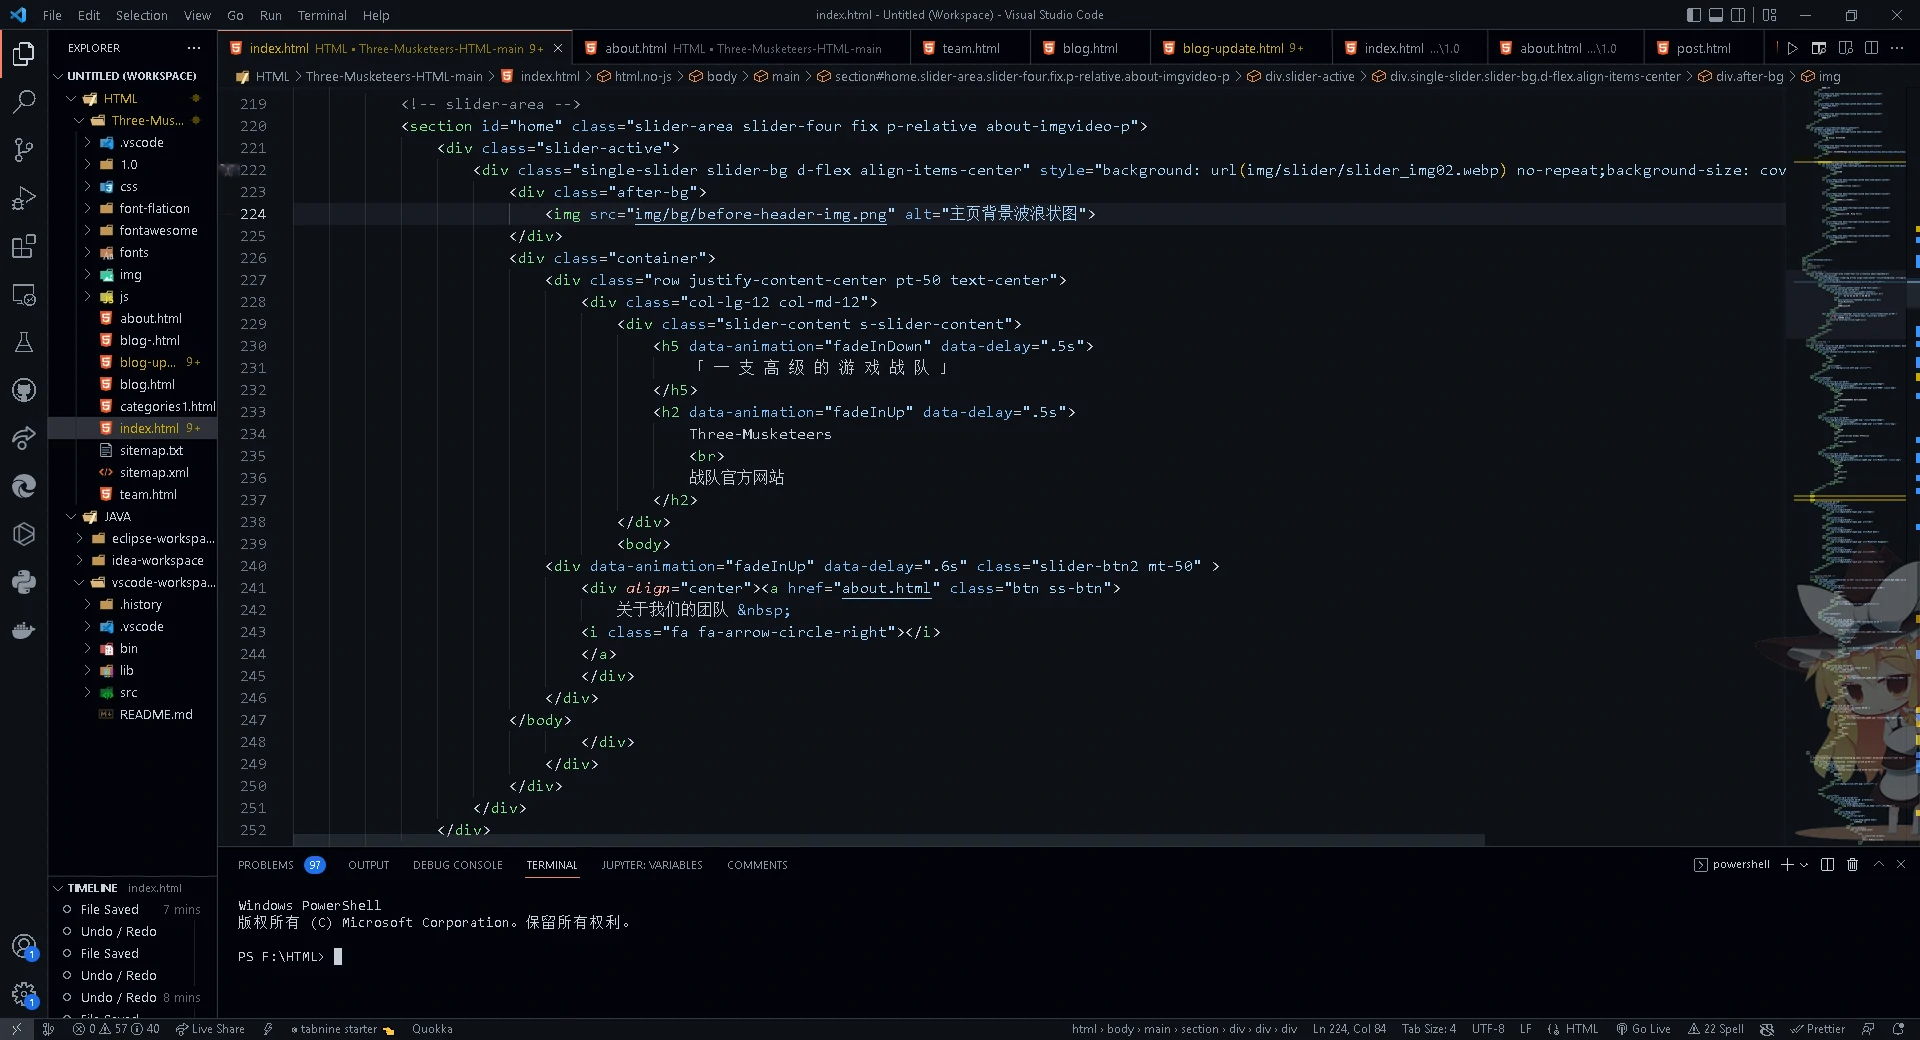 File Edit Selection View Go Run Terminal Help
index.html - Untitled (Workspace) - Visual Studio Code
EXPLORER
index.html HTML • Three-Musketeers-HTML-main 9+
about.html HTML • Three-Musketeers-HTML-main
team.html
blog.html
blog-update.html 9+
index.html ...\1.0
about.html ...\1.0
post.html
HTML > Three-Musketeers-HTML-main > index.html > html.no-js > body > main > section#home.slider-area.slider-four.fix.p-relative.about-imgvideo-p > div.slider-active > div.single-slider.slider-bg.d-flex.align-items-center > div.after-bg > img
UNTITLED (WORKSPACE)
HTML
Three-Mus...
.vscode
1.0
css
font-flaticon
fontawesome
fonts
img
js
about.html
blog-.html
blog-up... 9+
blog.html
categories1.html
index.html 9+
sitemap.txt
sitemap.xml
team.html
JAVA
eclipse-workspa...
idea-workspace
vscode-workspa...
.history
.vscode
bin
lib
src
README.md
TIMELINE index.html
File Saved 7 mins
Undo / Redo
File Saved
Undo / Redo
Undo / Redo 8 mins
File Saved
219 <!-- slider-area -->
220 <section id="home" class="slider-area slider-four fix p-relative about-imgvideo-p">
221 <div class="slider-active">
222 <div class="single-slider slider-bg d-flex align-items-center" style="background: url(img/slider/slider_img02.webp) no-repeat;background-size: cov
223 <div class="after-bg">
224 <img src="img/bg/before-header-img.png" alt="主页背景波浪状图">
225 </div>
226 <div class="container">
227 <div class="row justify-content-center pt-50 text-center">
228 <div class="col-lg-12 col-md-12">
229 <div class="slider-content s-slider-content">
230 <h5 data-animation="fadeInDown" data-delay=".5s">
231 「 一 支 高 级 的 游 戏 战 队 」
232 </h5>
233 <h2 data-animation="fadeInUp" data-delay=".5s">
234 Three-Musketeers
235 <br>
236 战队官方网站
237 </h2>
238 </div>
239 <body>
240 <div data-animation="fadeInUp" data-delay=".6s" class="slider-btn2 mt-50" >
241 <div align="center"><a href="about.html" class="btn ss-btn">
242 关于我们的团队 &nbsp;
243 <i class="fa fa-arrow-circle-right"></i>
244 </a>
245 </div>
246 </div>
247 </body>
248 </div>
249 </div>
250 </div>
251 </div>
252 </div>
PROBLEMS 97 OUTPUT DEBUG CONSOLE TERMINAL JUPYTER: VARIABLES COMMENTS
powershell
Windows PowerShell
版权所有 (C) Microsoft Corporation。保留所有权利。
PS F:\HTML>
1
1
0 57 40 Live Share tabnine starter Quokka
html > body > main > section > div > div > div Ln 224, Col 84 Tab Size: 4 UTF-8 LF HTML Go Live 22 Spell Prettier